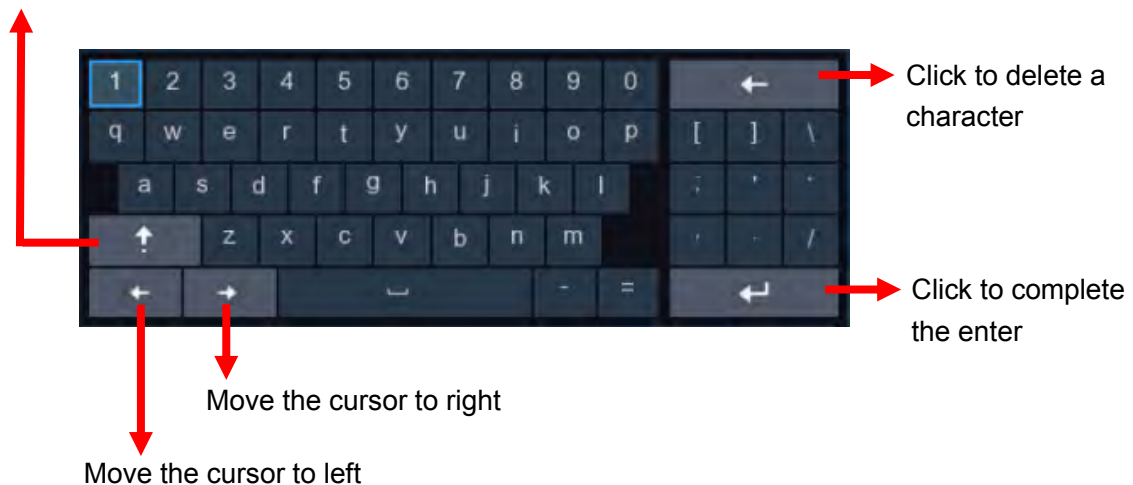 1 2 3 4 5 6 7 8 9 0
Click to delete a
character
q w e r t y u i o p [ ] \
a s d f g h j k l ; '
z x c v b n m /
- =
Click to complete
the enter
Move the cursor to right
Move the cursor to left